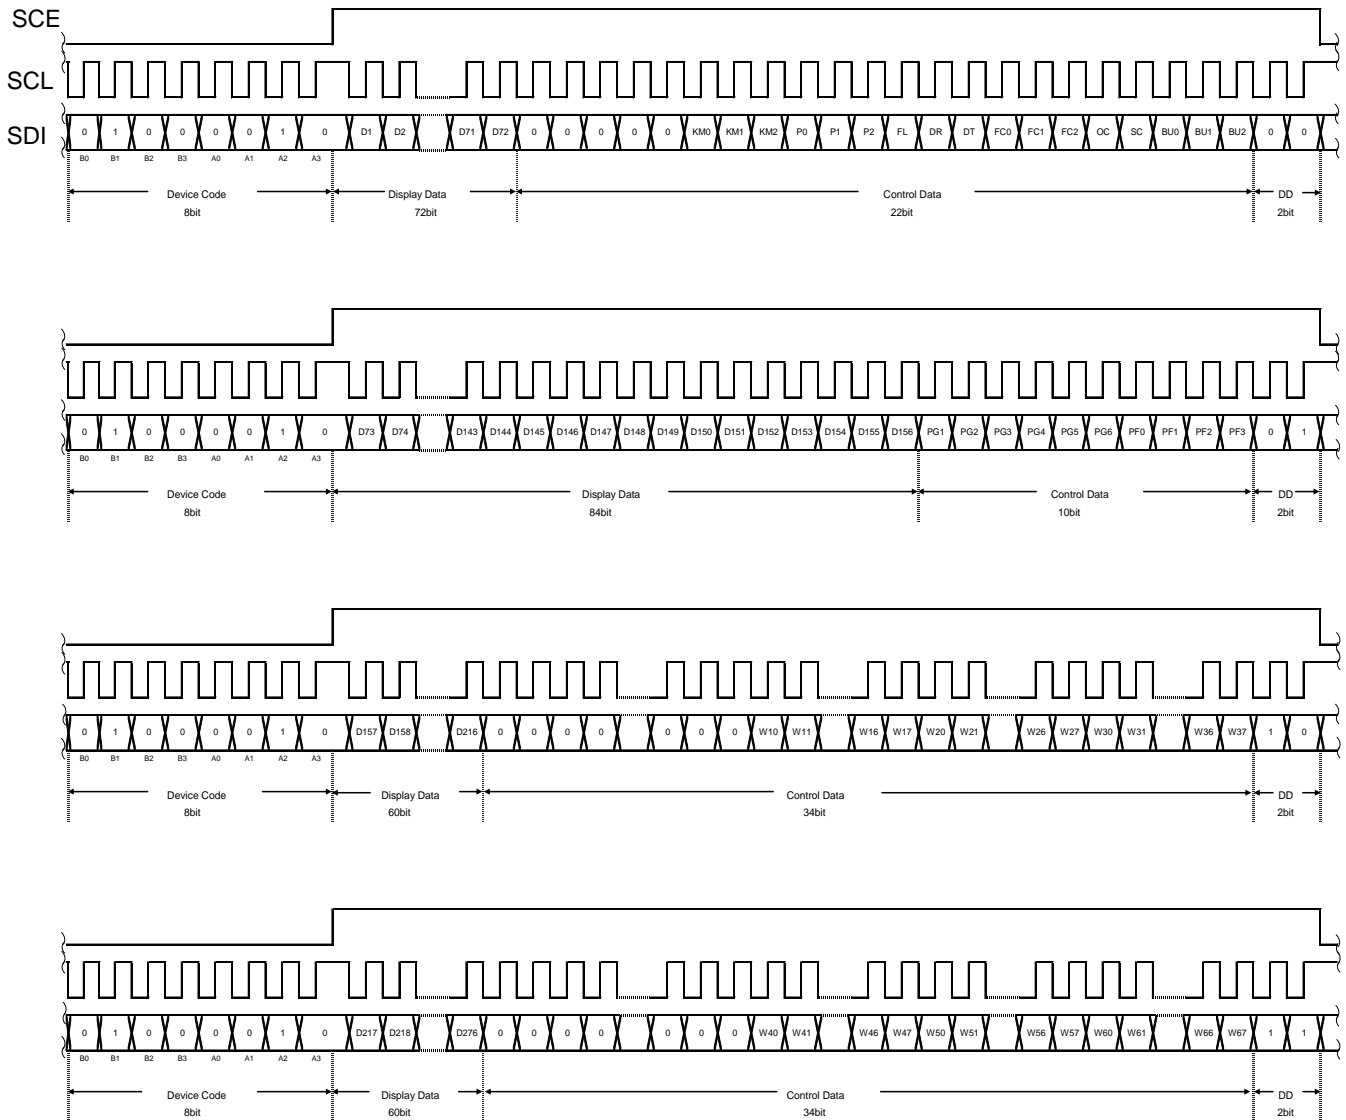 SCE
SCL
SDI
0 1 0 0 0 0 1 0 D1 D2 D71 D72 0 0 0 0 0 KM0 KM1 KM2 P0 P1 P2 FL DR DT FC0 FC1 FC2 OC SC BU0 BU1 BU2 0 0
B0 B1 B2 B3 A0 A1 A2 A3
Device Code Display Data Control Data DD
8bit 72bit 22bit 2bit
0 1 0 0 0 0 1 0 D73 D74 D143 D144 D145 D146 D147 D148 D149 D150 D151 D152 D153 D154 D155 D156 PG1 PG2 PG3 PG4 PG5 PG6 PF0 PF1 PF2 PF3 0 1
B0 B1 B2 B3 A0 A1 A2 A3
Device Code Display Data Control Data DD
8bit 84bit 10bit 2bit
0 1 0 0 0 0 1 0 D157 D158 D216 0 0 0 0 0 0 0 W10 W11 W16 W17 W20 W21 W26 W27 W30 W31 W36 W37 1 0
B0 B1 B2 B3 A0 A1 A2 A3
Device Code Display Data Control Data DD
8bit 60bit 34bit 2bit
0 1 0 0 0 0 1 0 D217 D218 D276 0 0 0 0 0 0 0 W40 W41 W46 W47 W50 W51 W56 W57 W60 W61 W66 W67 1 1
B0 B1 B2 B3 A0 A1 A2 A3
Device Code Display Data Control Data DD
8bit 60bit 34bit 2bit